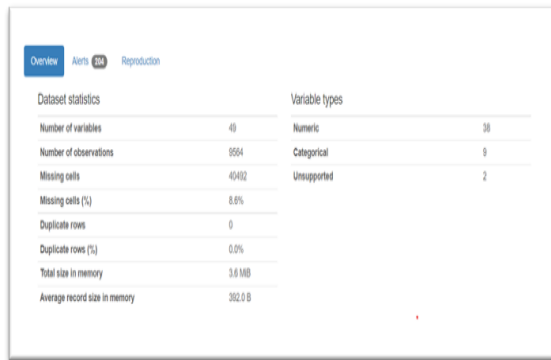 Overview Alerts 204 Reproduction
Dataset statistics
Number of variables 49
Number of observations 9564
Missing cells 40492
Missing cells (%) 8.6%
Duplicate rows 0
Duplicate rows (%) 0.0%
Total size in memory 3.6 MiB
Average record size in memory 392.0 B
Variable types
Numeric 38
Categorical 9
Unsupported 2